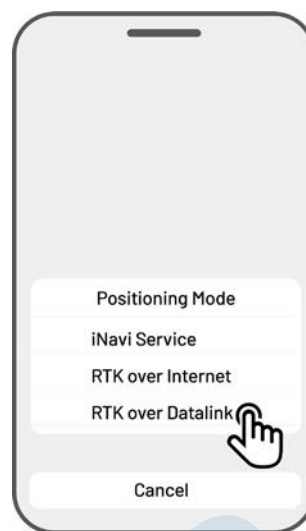 Positioning Mode
iNavi Service
RTK over Internet
RTK over Datalink
Cancel